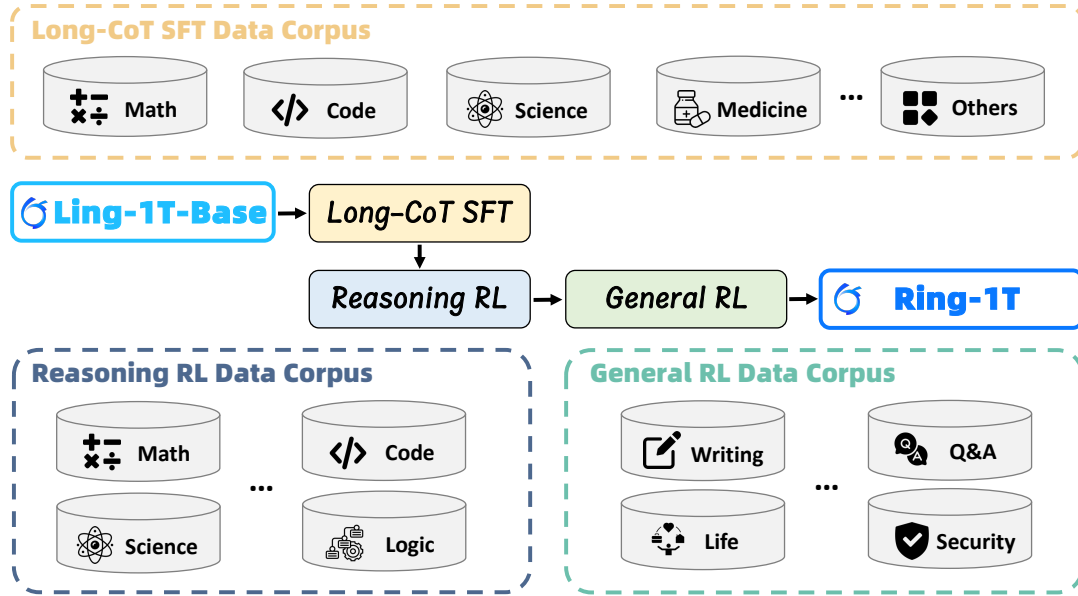 Long-CoT SFT Data Corpus
Math
Code
Science
Medicine
...
Others
Ling-1T-Base
Long-CoT SFT
Reasoning RL
General RL
Ring-1T
Reasoning RL Data Corpus
Math
Code
...
Science
Logic
General RL Data Corpus
Writing
Q&A
...
Life
Security